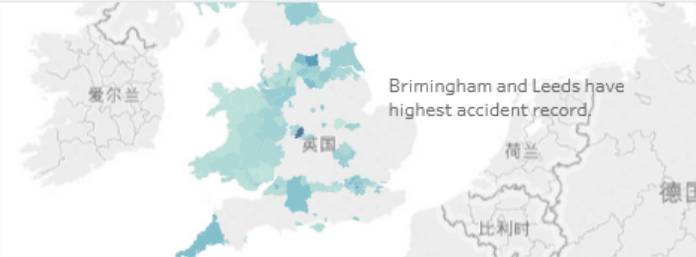 Brimingham and Leeds have
highest accident record.
爱尔兰
英国
荷兰
德国
比利时